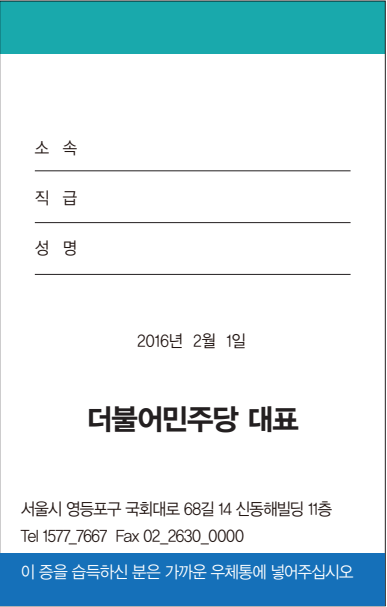 소 속
직 급
성 명
2016년 2월 1일
더불어민주당 대표
서울시 영등포구 국회대로 68길 14 신동해빌딩 11층
Tel 1577_7667 Fax 02_2630_0000
이 증을 습득하신 분은 가까운 우체통에 넣어주십시오